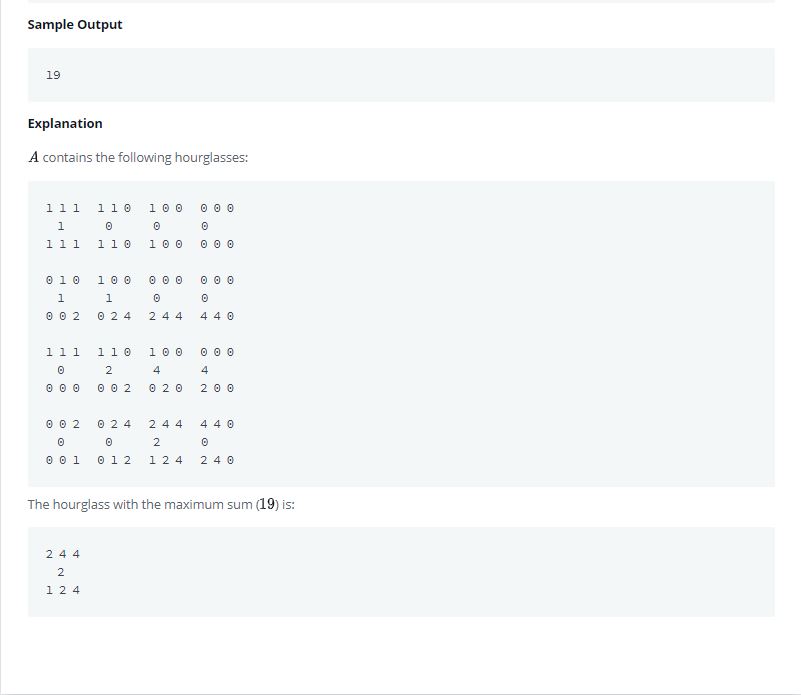 Sample Output
19
Explanation
A contains the following hourglasses:
1 1 1  1 1 0  1 0 0  0 0 0
  1      0      0      0
1 1 1  1 1 0  1 0 0  0 0 0
0 1 0  1 0 0  0 0 0  0 0 0
  1      1      0      0
0 0 2  0 2 4  2 4 4  4 4 0
1 1 1  1 1 0  1 0 0  0 0 0
  0      2      4      4
0 0 0  0 0 2  0 2 0  2 0 0
0 0 2  0 2 4  2 4 4  4 4 0
  0      0      2      0
0 0 1  0 1 2  1 2 4  2 4 0
The hourglass with the maximum sum (19) is:
2 4 4
  2
1 2 4